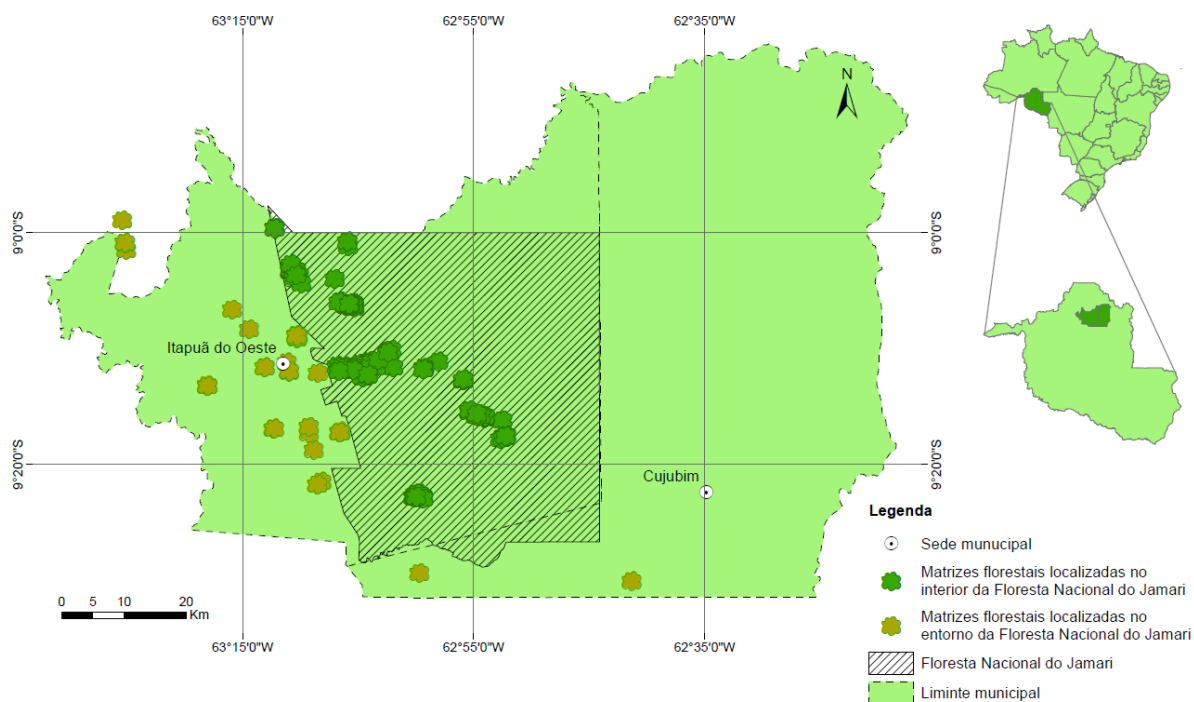 63°15'0"W
62°55'0"W
62°35'0"W
N
9°0'0"S
9°0'0"S
Itapuã do Oeste
9°20'0"S
9°20'0"S
Cujubim
Legenda
Sede munucipal
Matrizes florestais localizadas no
interior da Floresta Nacional do Jamari
Matrizes florestais localizadas no
entorno da Floresta Nacional do Jamari
Floresta Nacional do Jamari
Liminte municipal
0 5 10 20
Km
63°15'0"W
62°55'0"W
62°35'0"W